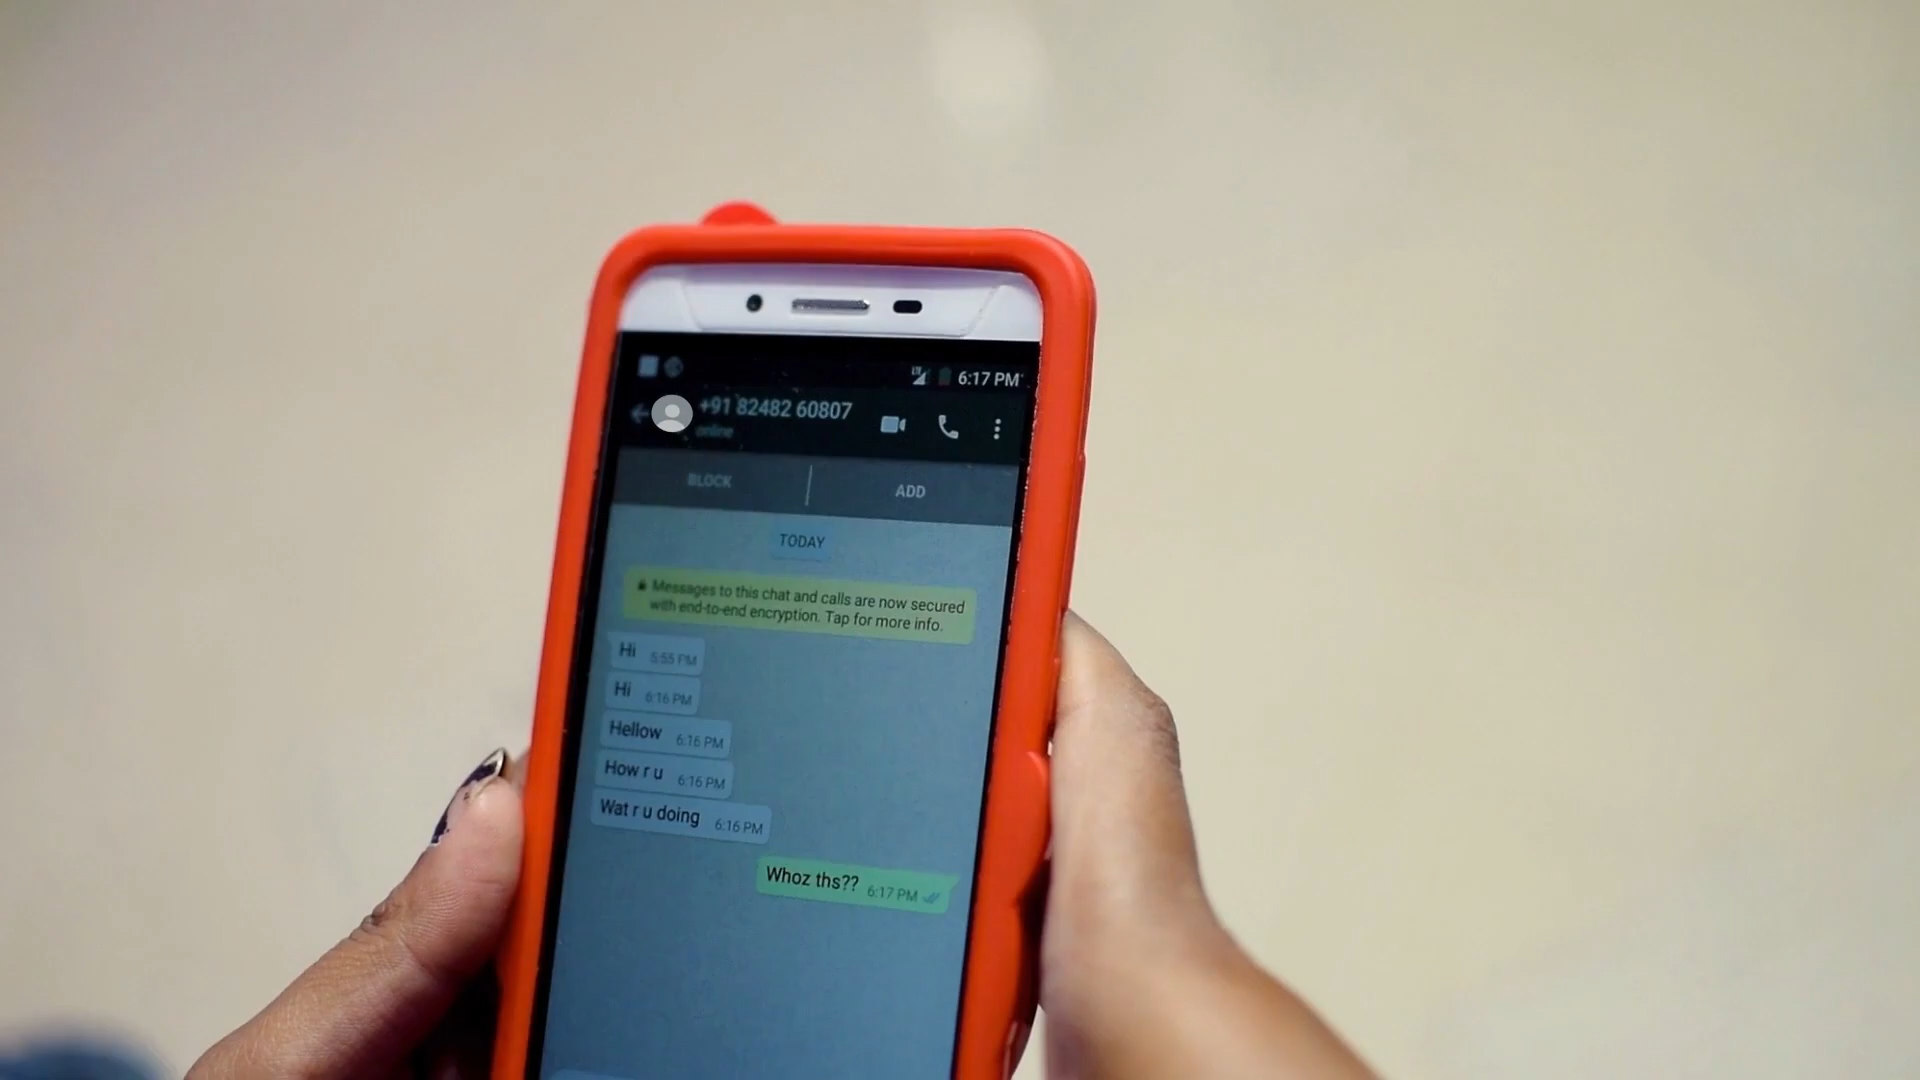 LTE 6:17 PM
+91 82482 60807
online
BLOCK ADD
TODAY
Messages to this chat and calls are now secured
with end-to-end encryption. Tap for more info.
Hi 5:55 PM
Hi 6:16 PM
Hellow 6:16 PM
How r u 6:16 PM
Wat r u doing 6:16 PM
Whoz ths?? 6:17 PM